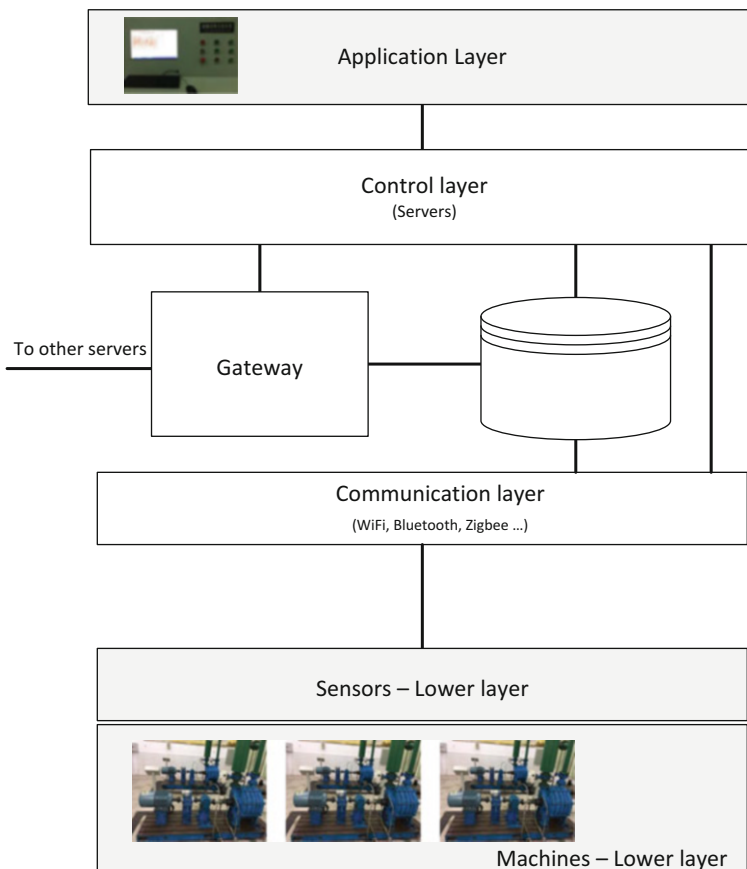 Application Layer
Control layer
(Servers)
To other servers
Gateway
Communication layer
(WiFi, Bluetooth, Zigbee ...)
Sensors – Lower layer
Machines – Lower layer